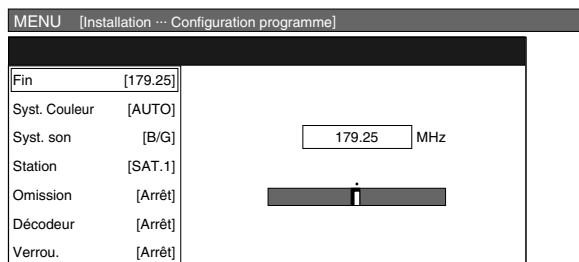 MENU [Installation ··· Configuration programme]
Fin [179.25]
Syst. Couleur [AUTO]
Syst. son [B/G]
179.25 MHz
Station [SAT.1]
Omission [Arrêt]
Décodeur [Arrêt]
Verrou. [Arrêt]